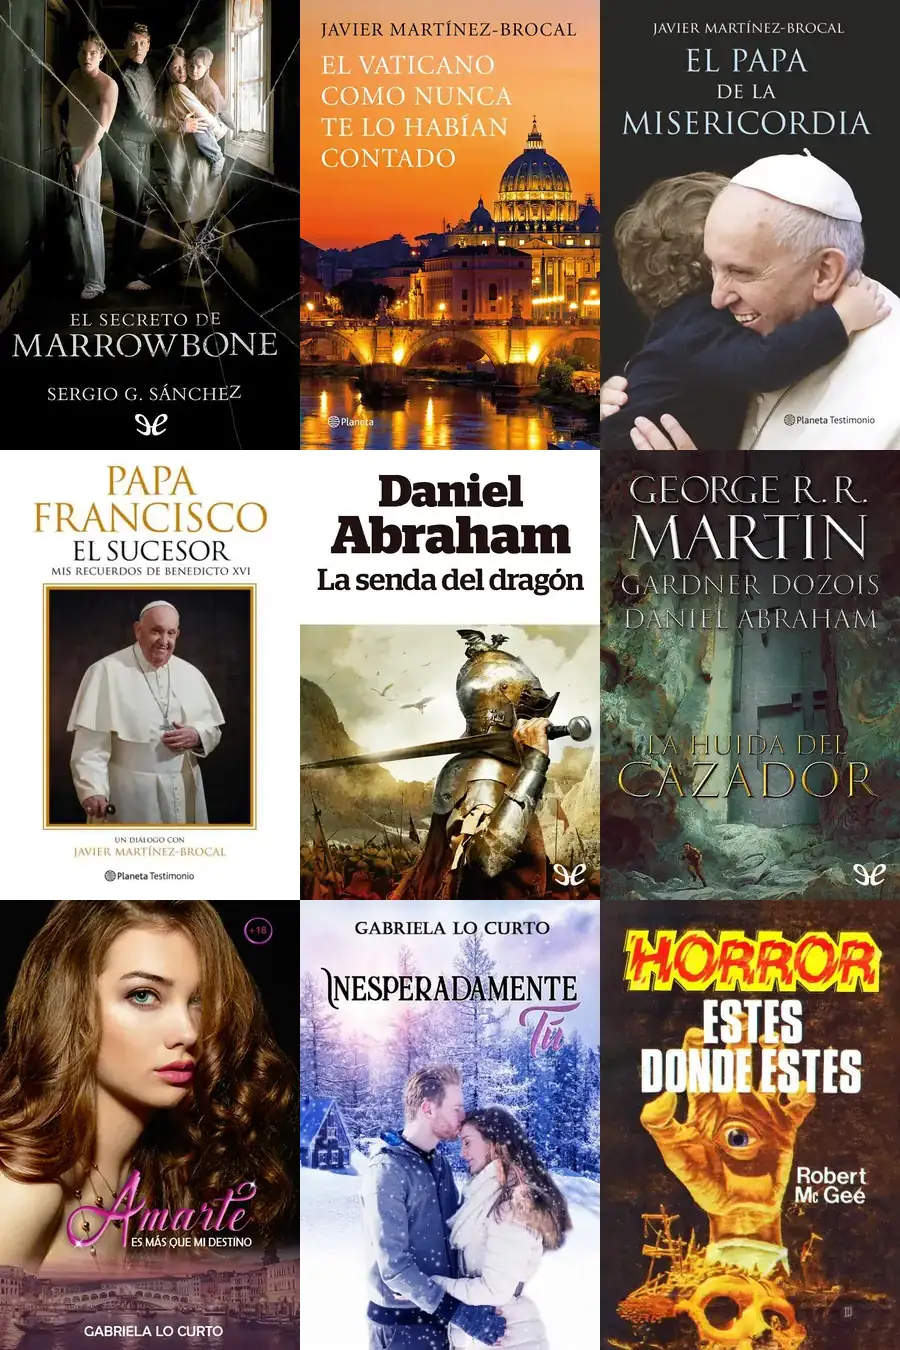 EL SECRETO DE
MARROWBONE
SERGIO G. SÁNCHEZ
JAVIER MARTÍNEZ-BROCAL
EL VATICANO
COMO NUNCA
TE LO HABÍAN
CONTADO
Planeta
JAVIER MARTÍNEZ-BROCAL
EL PAPA
DE LA
MISERICORDIA
Planeta Testimonio
PAPA
FRANCISCO
EL SUCESOR
MIS RECUERDOS DE BENEDICTO XVI
UN DIÁLOGO CON
JAVIER MARTÍNEZ-BROCAL
Planeta Testimonio
Daniel
Abraham
La senda del dragón
GEORGE R. R.
MARTIN
GARDNER DOZOIS
DANIEL ABRAHAM
LA HUIDA DEL
CAZADOR
+18
Amarte
ES MÁS QUE MI DESTINO
GABRIELA LO CURTO
GABRIELA LO CURTO
INESPERADAMENTE
Tú
HORROR
ESTES
DONDE ESTES
Robert
Mc Geé